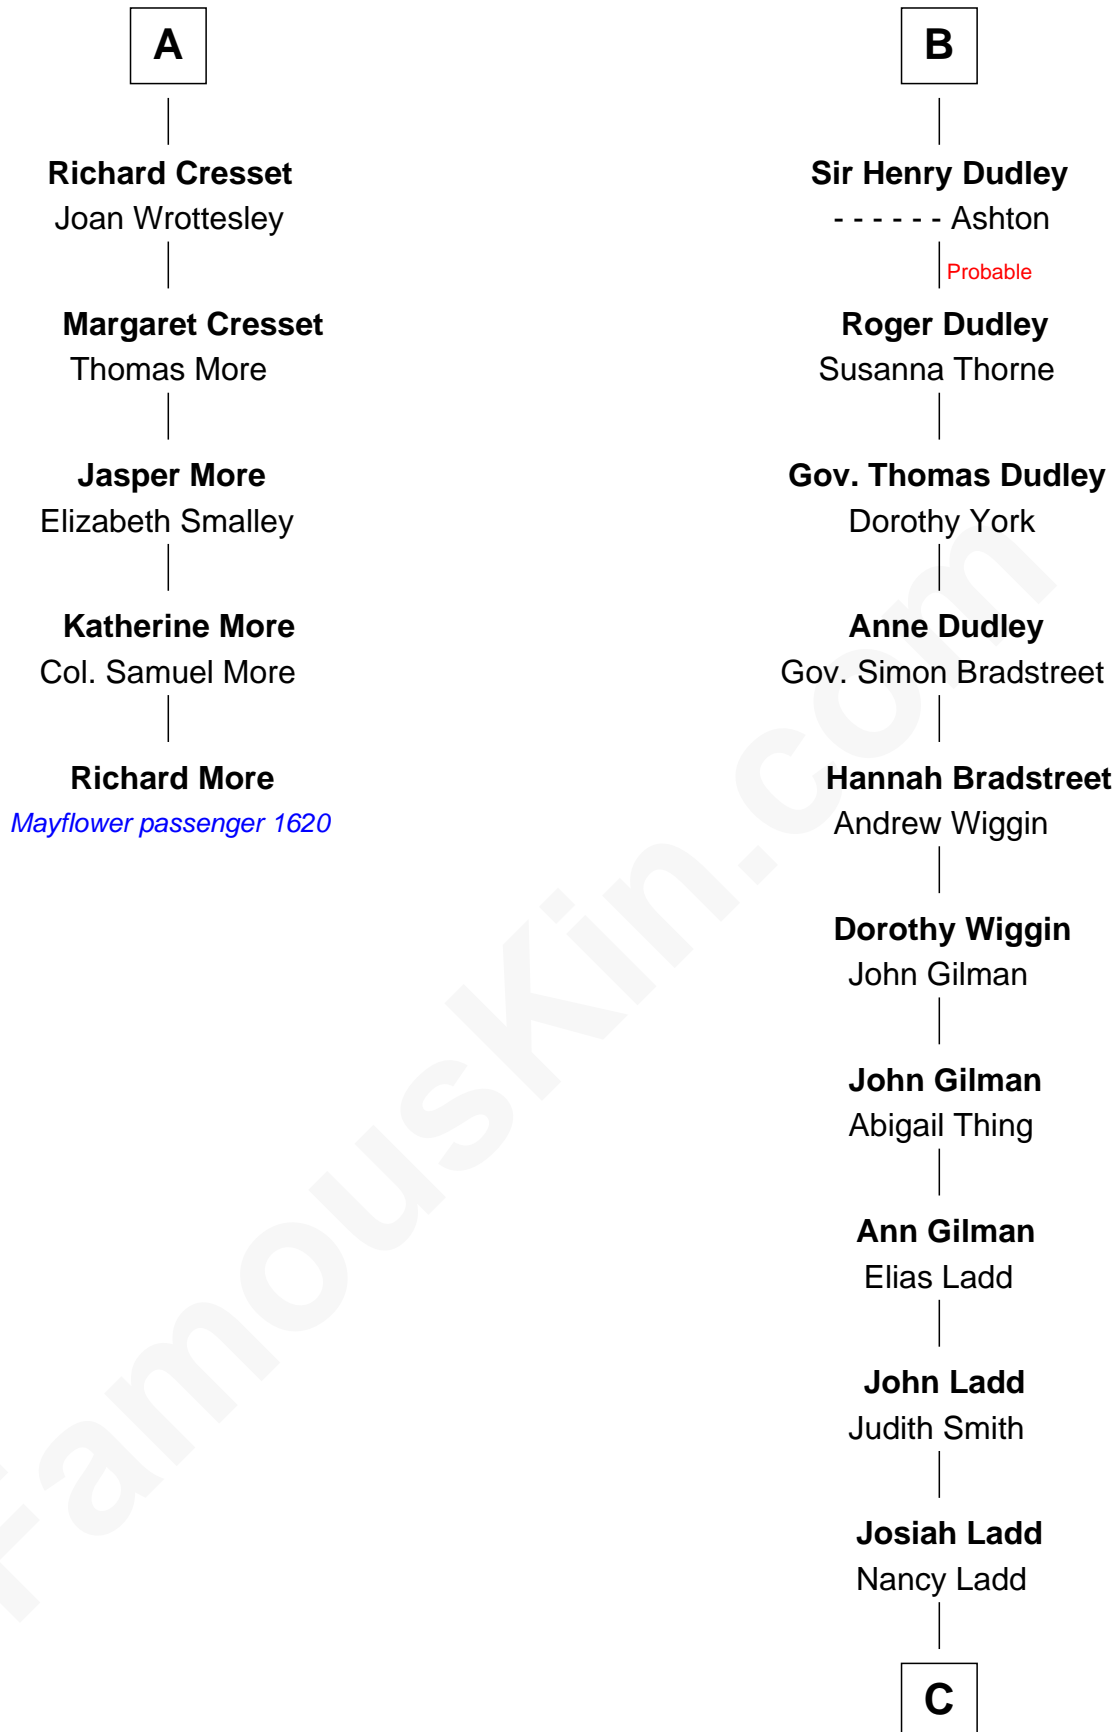 A
Richard Cresset
Joan Wrottesley
Margaret Cresset
Thomas More
Jasper More
Elizabeth Smalley
Katherine More
Col. Samuel More
Richard More
Mayflower passenger 1620
B
Sir Henry Dudley
- - - - - - Ashton
Probable
Roger Dudley
Susanna Thorne
Gov. Thomas Dudley
Dorothy York
Anne Dudley
Gov. Simon Bradstreet
Hannah Bradstreet
Andrew Wiggin
Dorothy Wiggin
John Gilman
John Gilman
Abigail Thing
Ann Gilman
Elias Ladd
John Ladd
Judith Smith
Josiah Ladd
Nancy Ladd
C
FamousKin.com